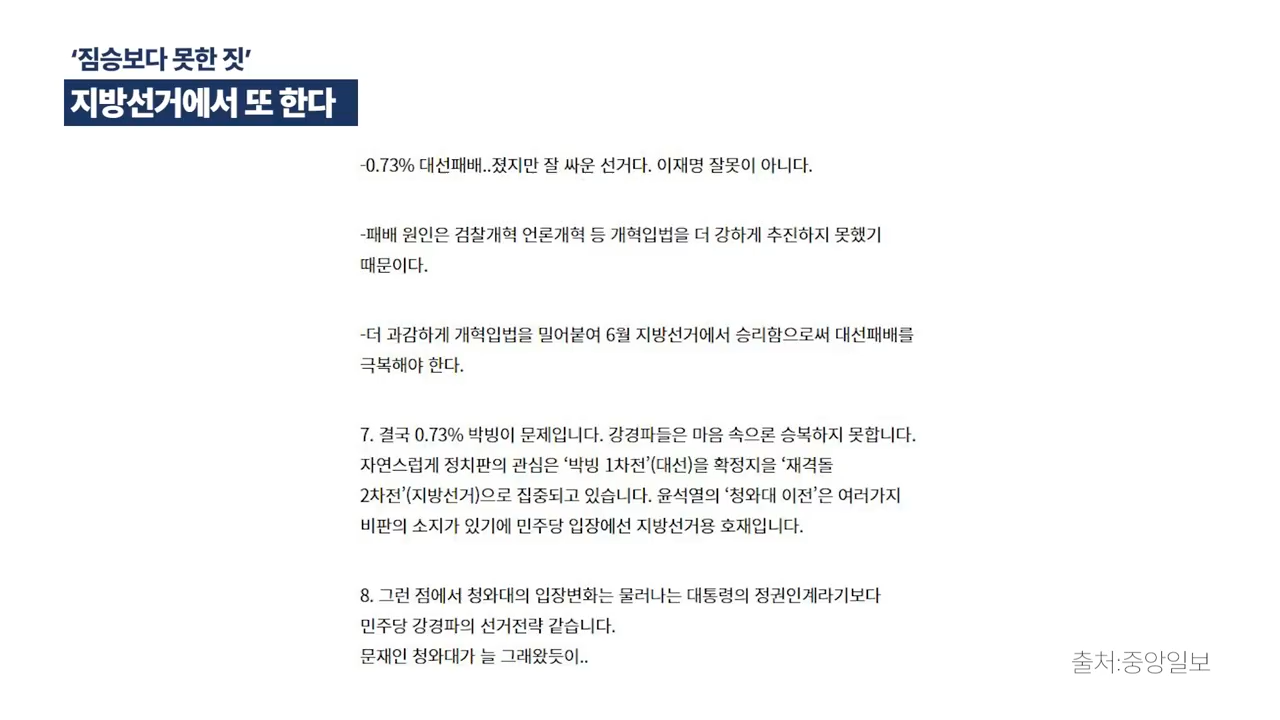 ‘짐승보다 못한 짓’
지방선거에서 또 한다
-0.73% 대선패배..졌지만 잘 싸운 선거다. 이재명 잘못이 아니다.
-패배 원인은 검찰개혁 언론개혁 등 개혁입법을 더 강하게 추진하지 못했기
때문이다.
-더 과감하게 개혁입법을 밀어붙여 6월 지방선거에서 승리함으로써 대선패배를
극복해야 한다.
7. 결국 0.73% 박빙이 문제입니다. 강경파들은 마음 속으론 승복하지 못합니다.
자연스럽게 정치판의 관심은 ‘박빙 1차전’(대선)을 확정지을 ‘재격돌
2차전’(지방선거)으로 집중되고 있습니다. 윤석열의 ‘청와대 이전’은 여러가지
비판의 소지가 있기에 민주당 입장에선 지방선거용 호재입니다.
8. 그런 점에서 청와대의 입장변화는 물러나는 대통령의 정권인계라기보다
민주당 강경파의 선거전략 같습니다.
문재인 청와대가 늘 그래왔듯이..
출처:중앙일보